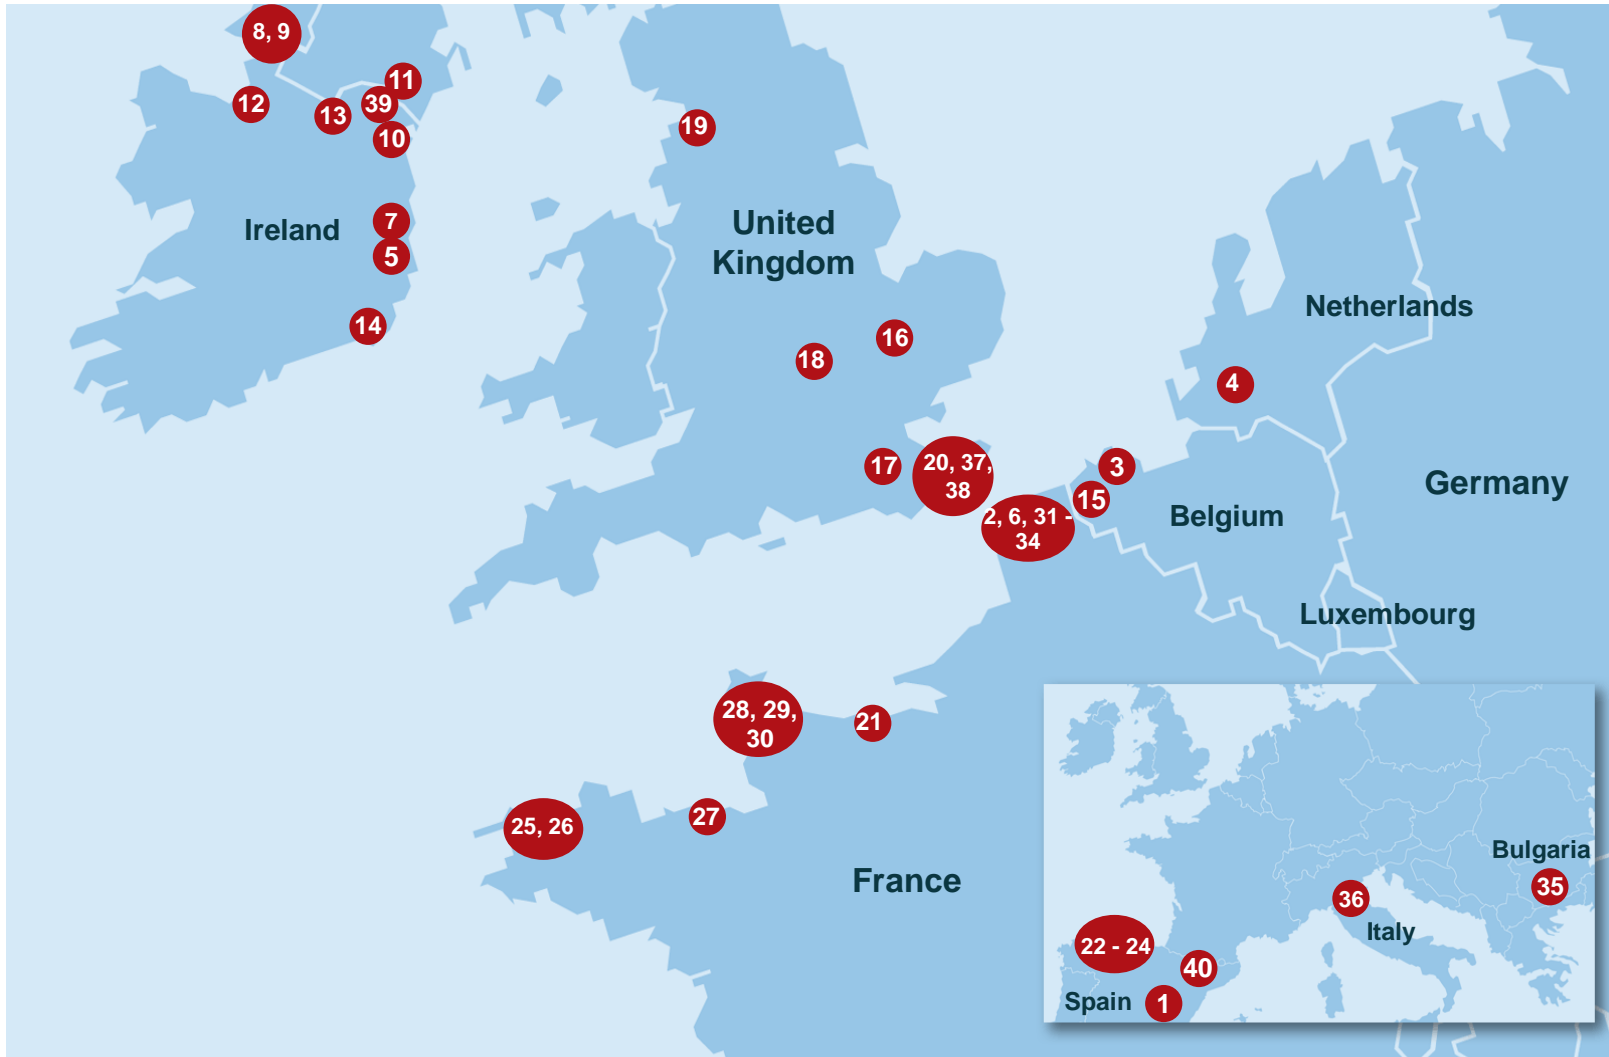 8, 9
11
12
13
39
10
19
7
Ireland
5
United
Kingdom
14
16
18
Netherlands
4
17
20, 37,
38
3
15
2, 6, 31 -
34
Belgium
Germany
Luxembourg
28, 29,
30
21
25, 26
27
France
Bulgaria
35
36
Italy
22 - 24
40
Spain
1